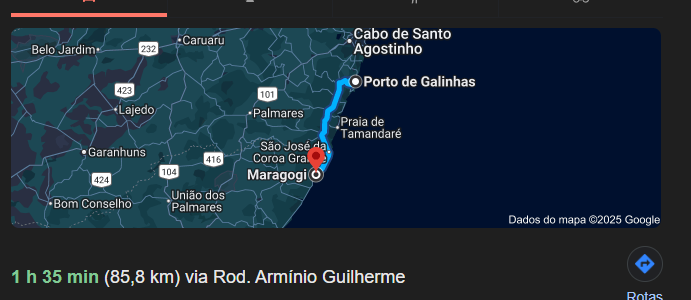 Cabo de Santo
Agostinho
Caruaru
Belo Jardim
232
Porto de Galinhas
423
101
Lajedo
Palmares
Praia de
Tamandaré
São José da
Coroa Grande
Garanhuns
416
104
Maragogi
424
União dos
Palmares
Bom Conselho
Dados do mapa ©2025 Google
1 h 35 min (85,8 km) via Rod. Armínio Guilherme
Rotas